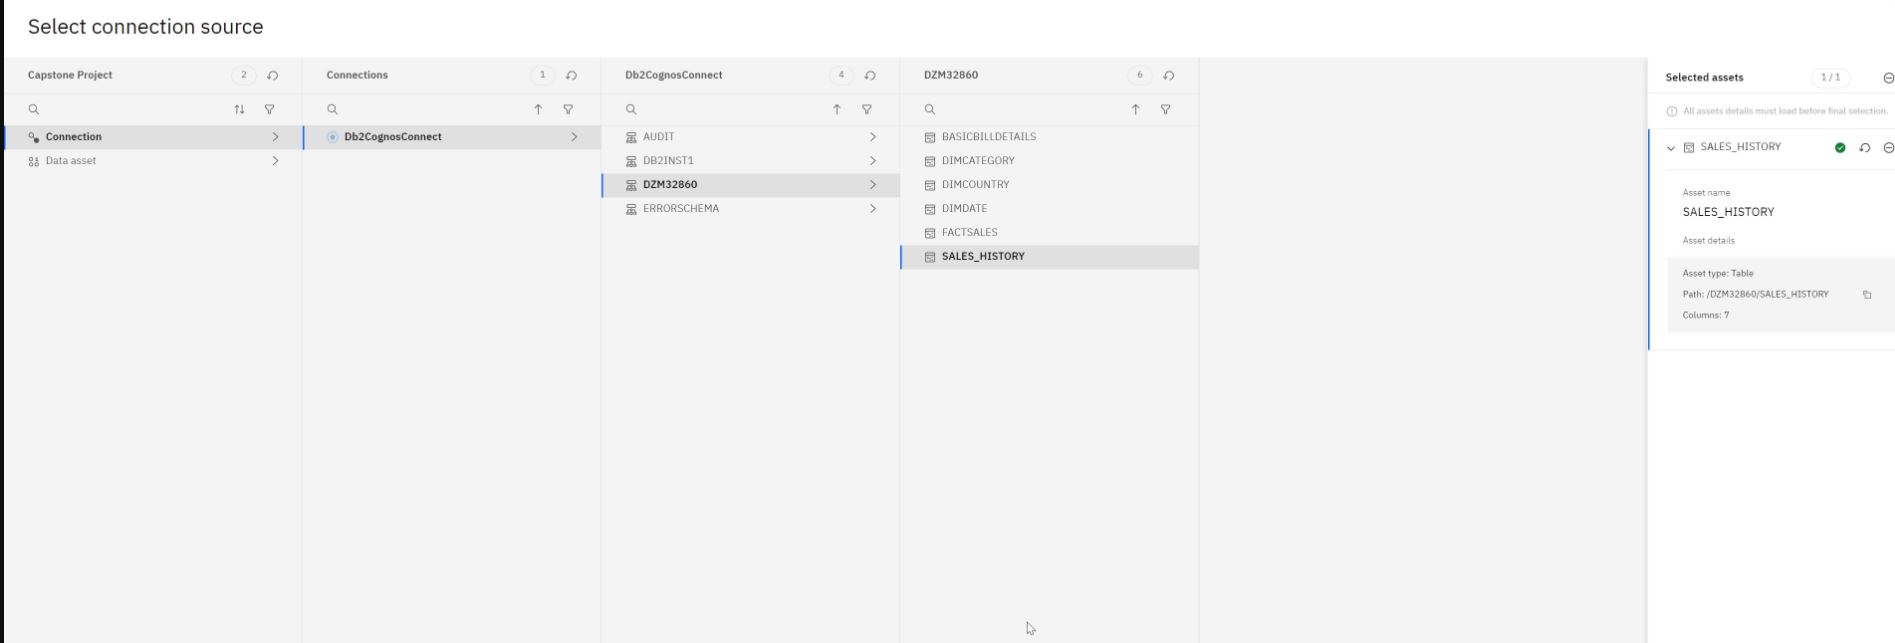 Select connection source
Capstone Project 2
Connection
Data asset
Connections 1
Db2CognosConnect
Db2CognosConnect 4
AUDIT
DB2INST1
DZM32860
ERRORSCHEMA
DZM32860 6
BASICBILLDETAILS
DIMCATEGORY
DIMCOUNTRY
DIMDATE
FACTSALES
SALES_HISTORY
Selected assets 1 / 1
All assets details must load before final selection.
SALES_HISTORY
Asset name
SALES_HISTORY
Asset details
Asset type: Table
Path: /DZM32860/SALES_HISTORY
Columns: 7